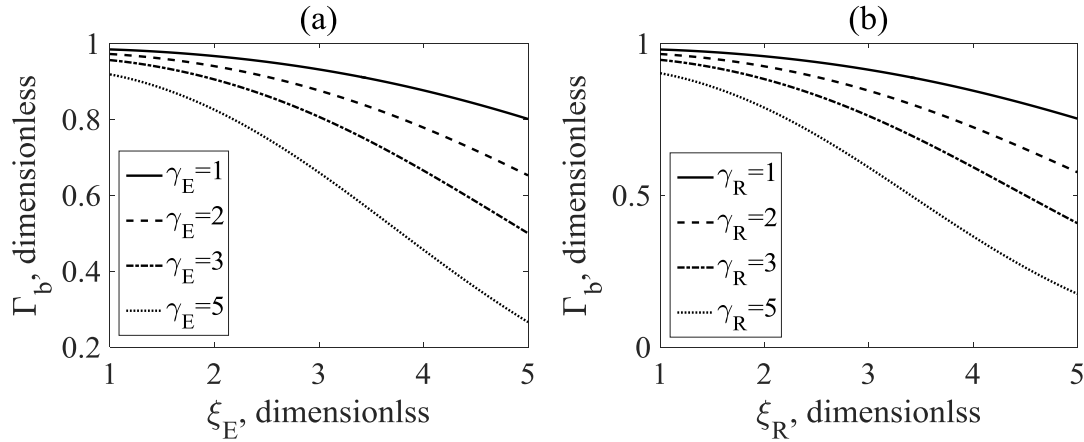 (a)
1
0.8
0.6
0.4
0.2
Γb, dimensionless
γE=1
γE=2
γE=3
γE=5
1 2 3 4 5
ξE, dimensionlss
(b)
1
0.5
0
Γb, dimensionless
γR=1
γR=2
γR=3
γR=5
1 2 3 4 5
ξR, dimensionlss